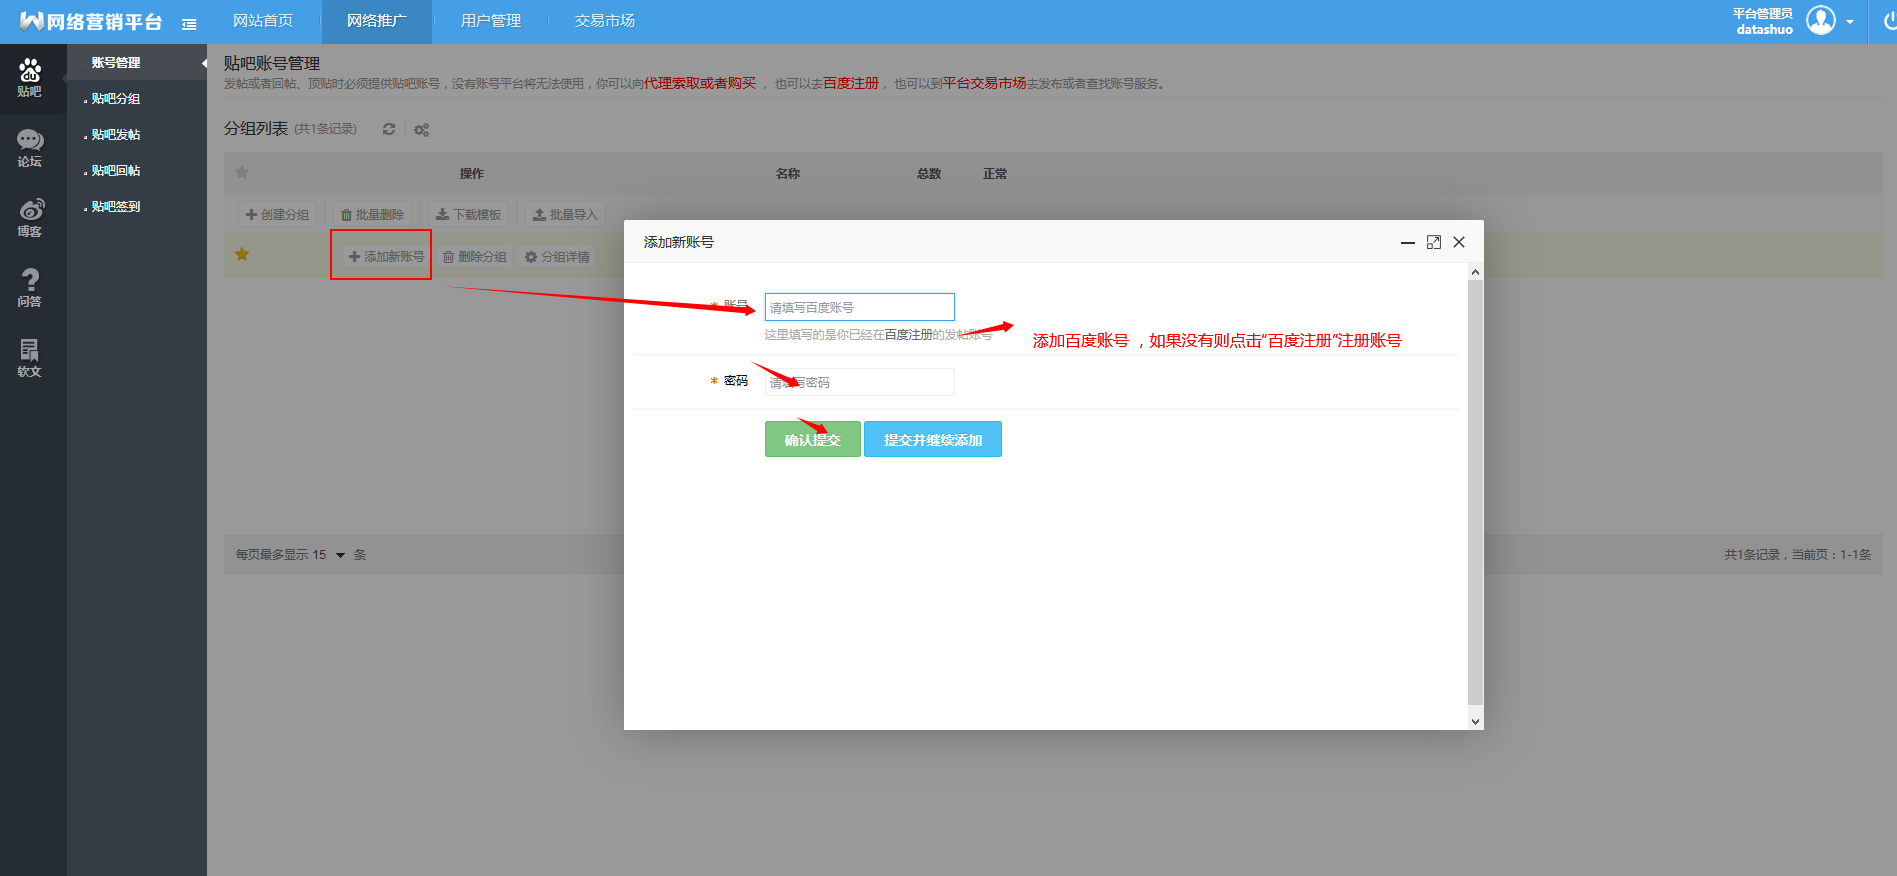 网络营销平台
网站首页 网络推广 用户管理 交易市场
平台管理员
datashuo
贴吧
论坛
博客
问答
软文
账号管理
贴吧分组
贴吧发帖
贴吧回帖
贴吧签到
贴吧账号管理
发帖或者回帖、顶贴时必须提供贴吧账号，没有账号平台将无法使用，你可以向代理索取或者购买 ，也可以去百度注册 ，也可以到平台交易市场去发布或者查找账号服务。
分组列表 (共1条记录)
操作 名称 总数 正常
创建分组 批量删除 下载模板 批量导入
添加新账号 删除分组 分组详情
添加新账号
* 账号 请填写百度账号
这里填写的是你已经在百度注册的发帖账号
添加百度账号 ，如果没有则点击“百度注册”注册账号
* 密码 请填写密码
确认提交 提交并继续添加
每页最多显示 15 条
共1条记录，当前页：1-1条